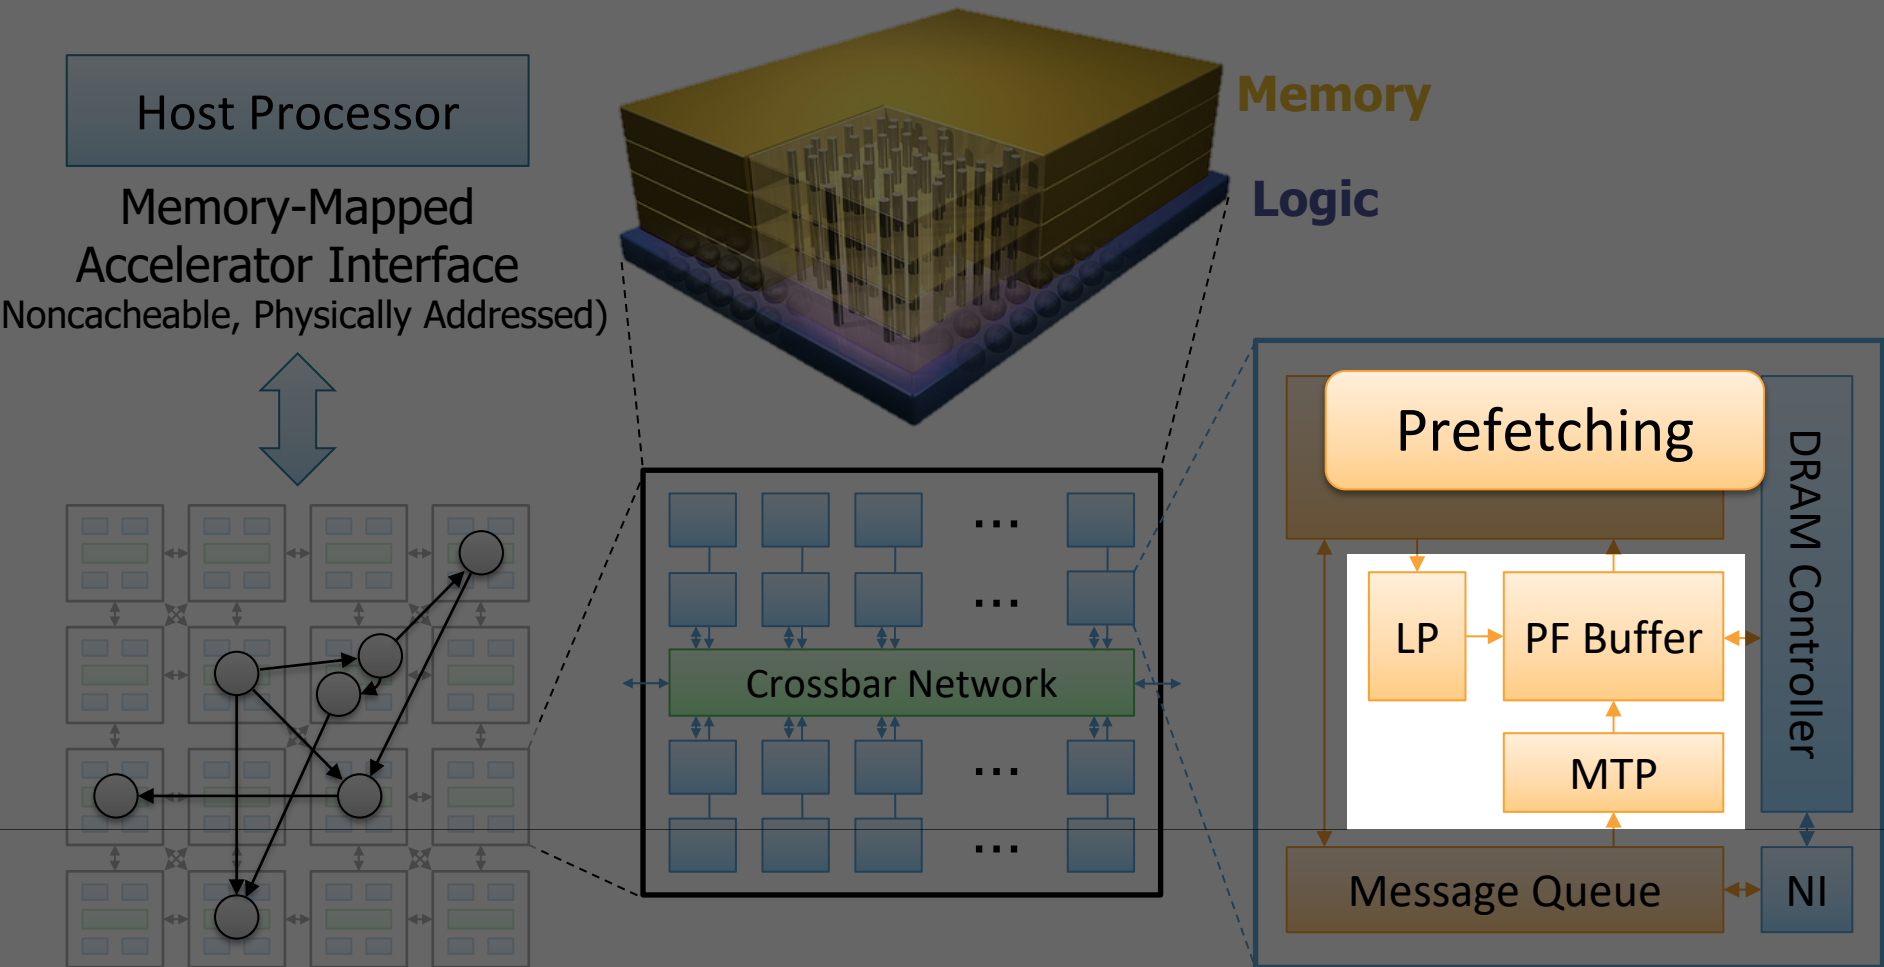 Host Processor
Memory-Mapped
Accelerator Interface
Noncacheable, Physically Addressed)
Memory
Logic
...
...
Crossbar Network
...
...
Prefetching
DRAM Controller
LP
PF Buffer
MTP
Message Queue
NI